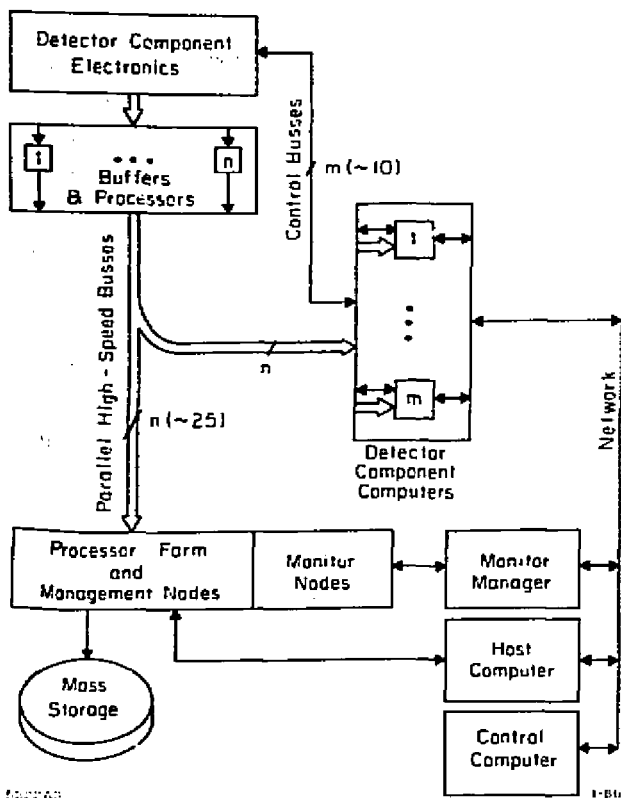 Detector Component
Electronics
1
• • •
n
Buffers
& Processors
Control Busses
m (~10)
1
m
Detector
Component
Computers
Parallel High-Speed Busses
n
n (~25)
Network
Processor Farm
and
Management Nodes
Monitor
Nodes
Monitor
Manager
Host
Computer
Mass
Storage
Control
Computer